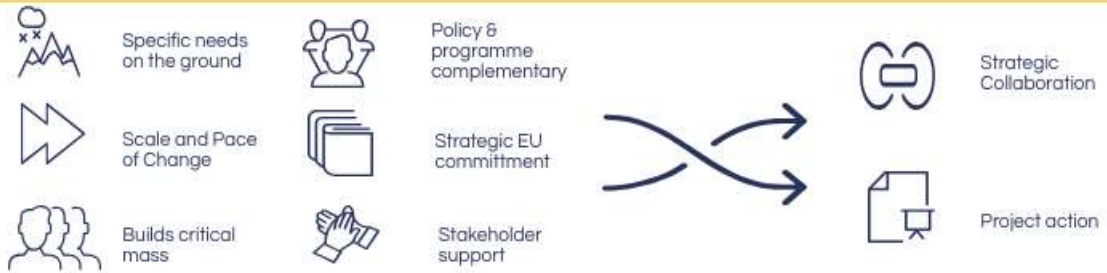 Specific needs
on the ground
Policy &
programme
complementary
Strategic
Collaboration
Scale and Pace
of Change
Strategic EU
committment
Builds critical
mass
Stakeholder
support
Project action